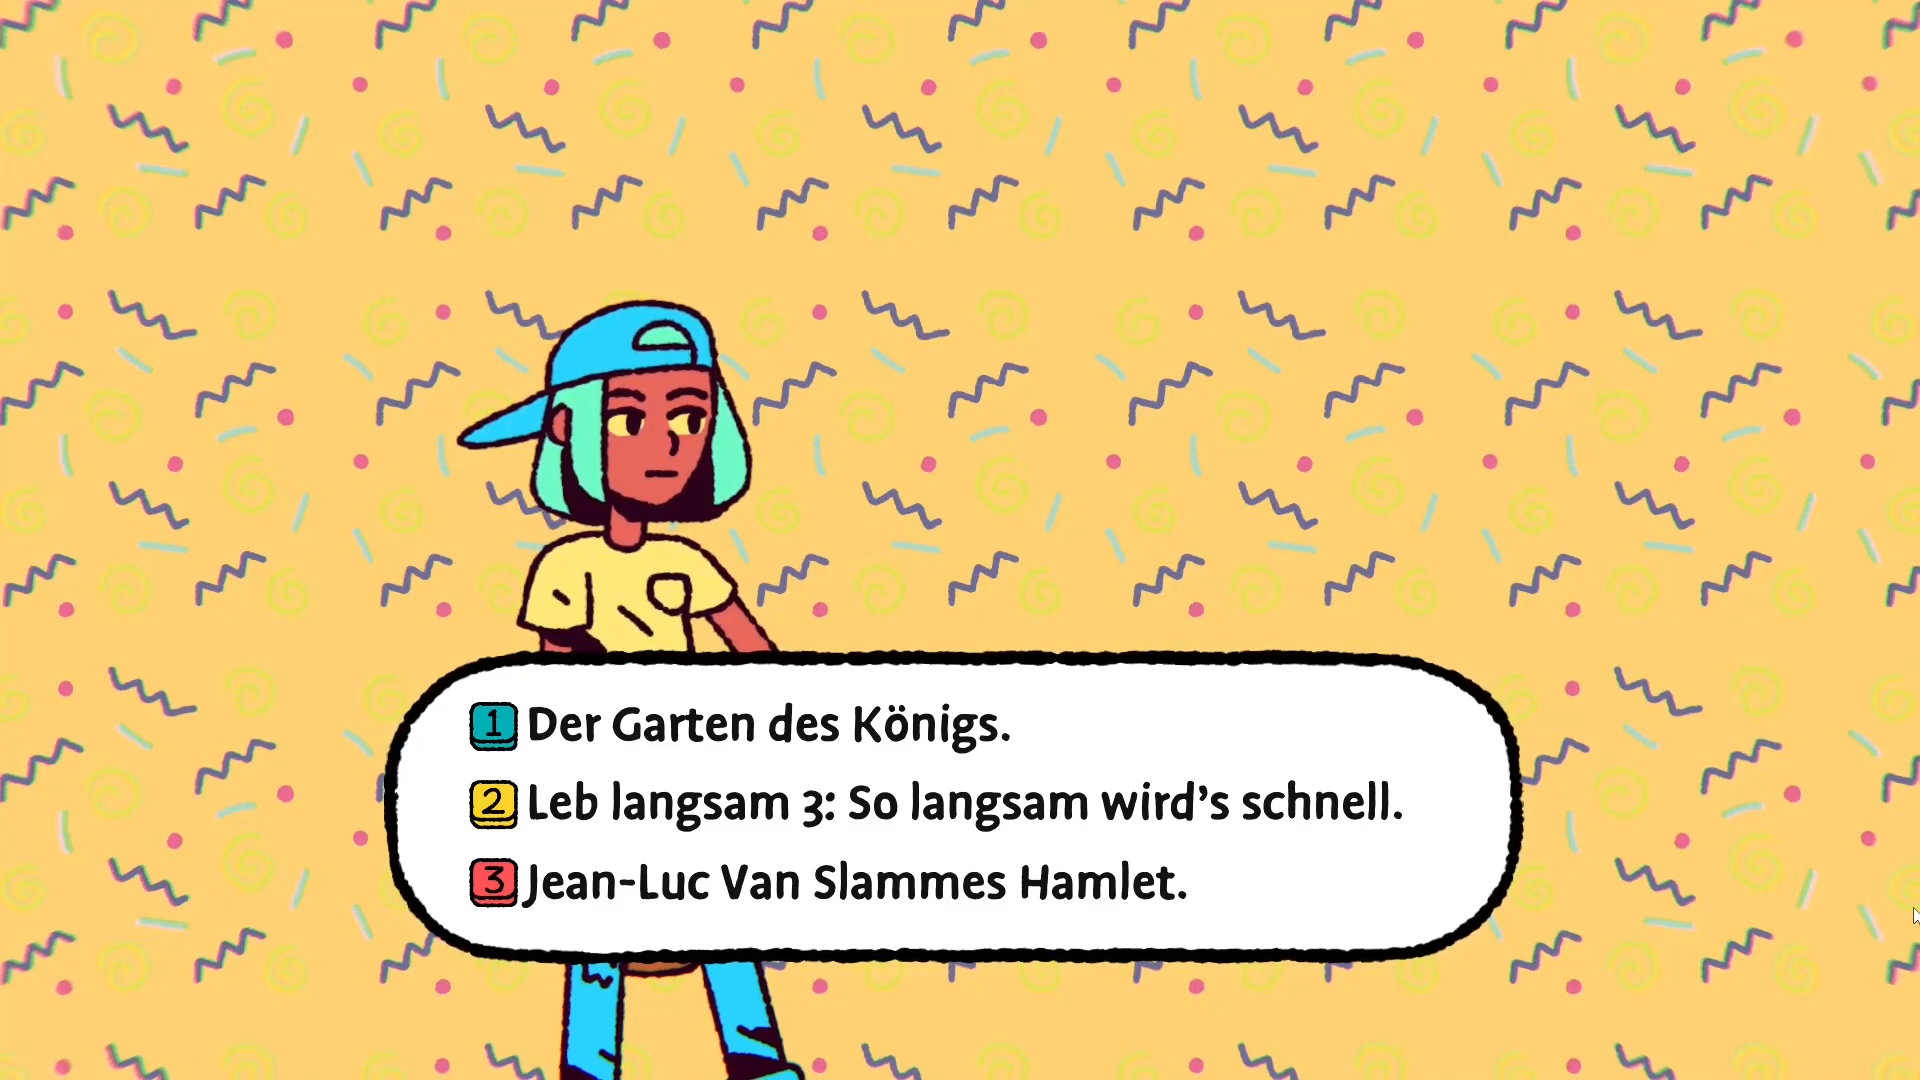 1 Der Garten des Königs.
2 Leb langsam 3: So langsam wird's schnell.
3 Jean-Luc Van Slammes Hamlet.